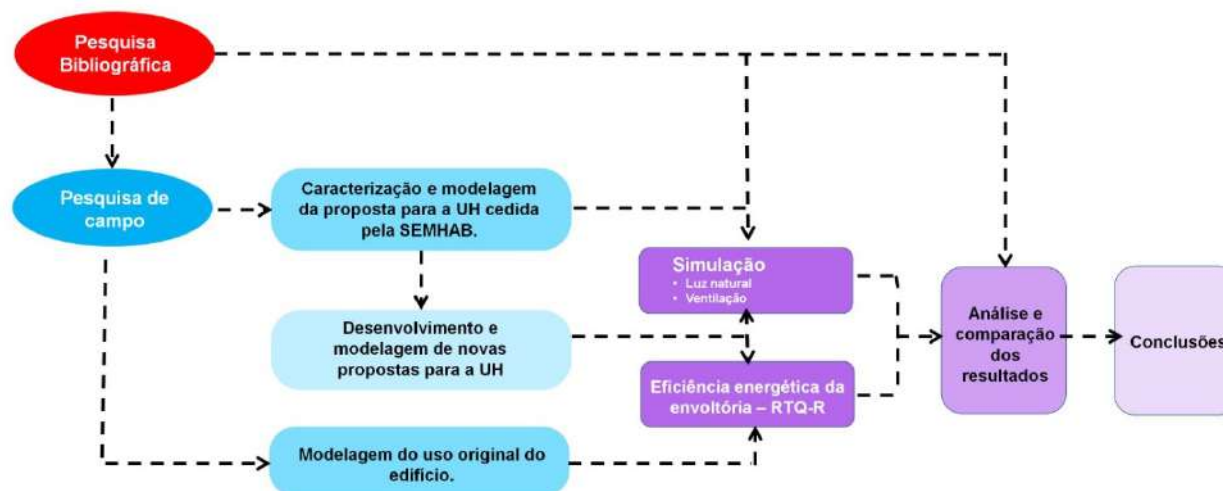 Pesquisa
Bibliográfica
Pesquisa de
campo
Caracterização e modelagem
da proposta para a UH cedida
pela SEMHAB.
Desenvolvimento e
modelagem de novas
propostas para a UH
Modelagem do uso original do
edifício.
Simulação
• Luz natural
• Ventilação
Eficiência energética da
envoltória – RTQ-R
Análise e
comparação
dos
resultados
Conclusões